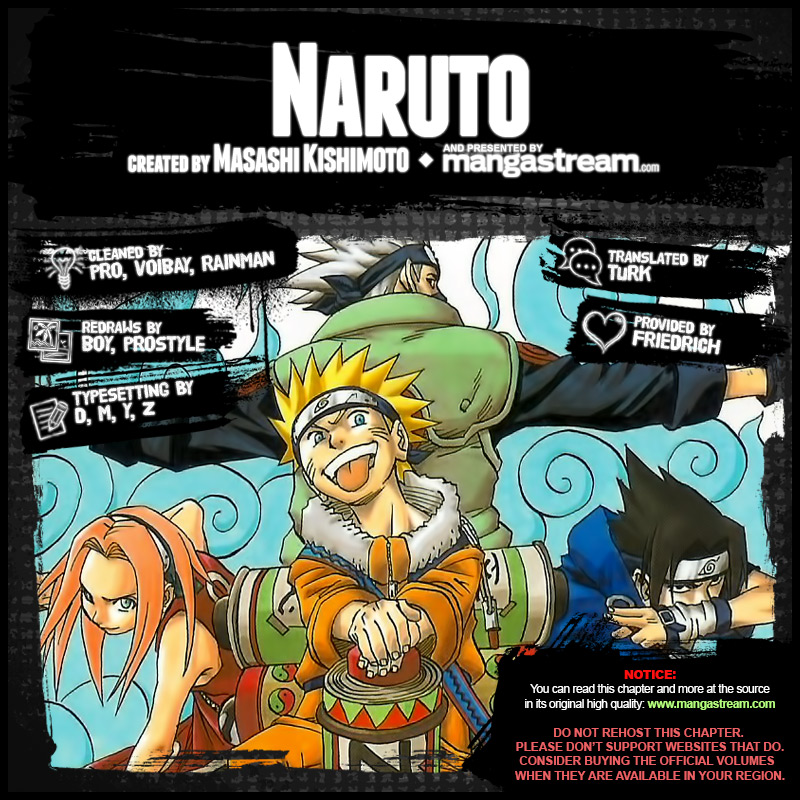 NARUTO
CREATED BY MASASHI KISHIMOTO ◆ AND PRESENTED BY mangastream.com
CLEANED BY
PRO, VOIBAY, RAINMAN
REDRAWS BY
BOY, PROSTYLE
TYPESETTING BY
D, M, Y, Z
TRANSLATED BY
TURK
PROVIDED BY
FRIEDRICH
NOTICE:
You can read this chapter and more at the source
in its original high quality: www.mangastream.com
DO NOT REHOST THIS CHAPTER.
PLEASE DON'T SUPPORT WEBSITES THAT DO.
CONSIDER BUYING THE OFFICIAL VOLUMES
WHEN THEY ARE AVAILABLE IN YOUR REGION.